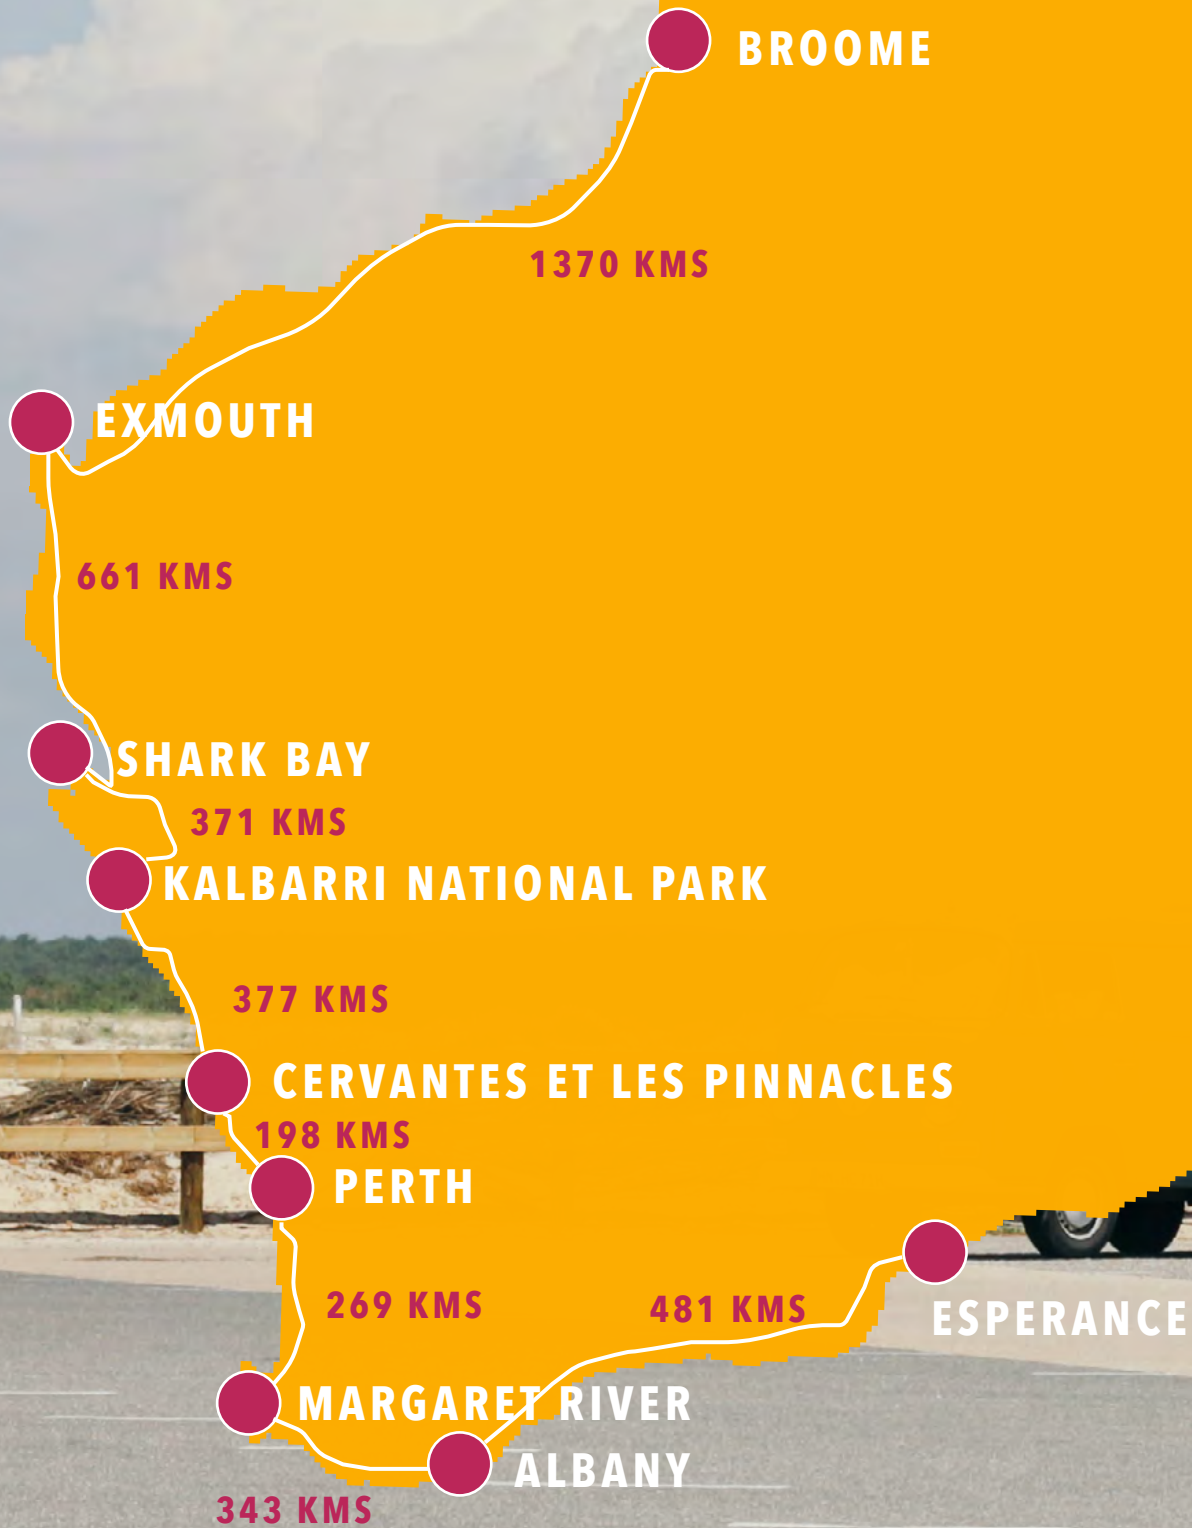 BROOME
1370 KMS
EXMOUTH
661 KMS
SHARK BAY
371 KMS
KALBARRI NATIONAL PARK
377 KMS
CERVANTES ET LES PINNACLES
198 KMS
PERTH
269 KMS
481 KMS
ESPERANCE
MARGARET RIVER
ALBANY
343 KMS